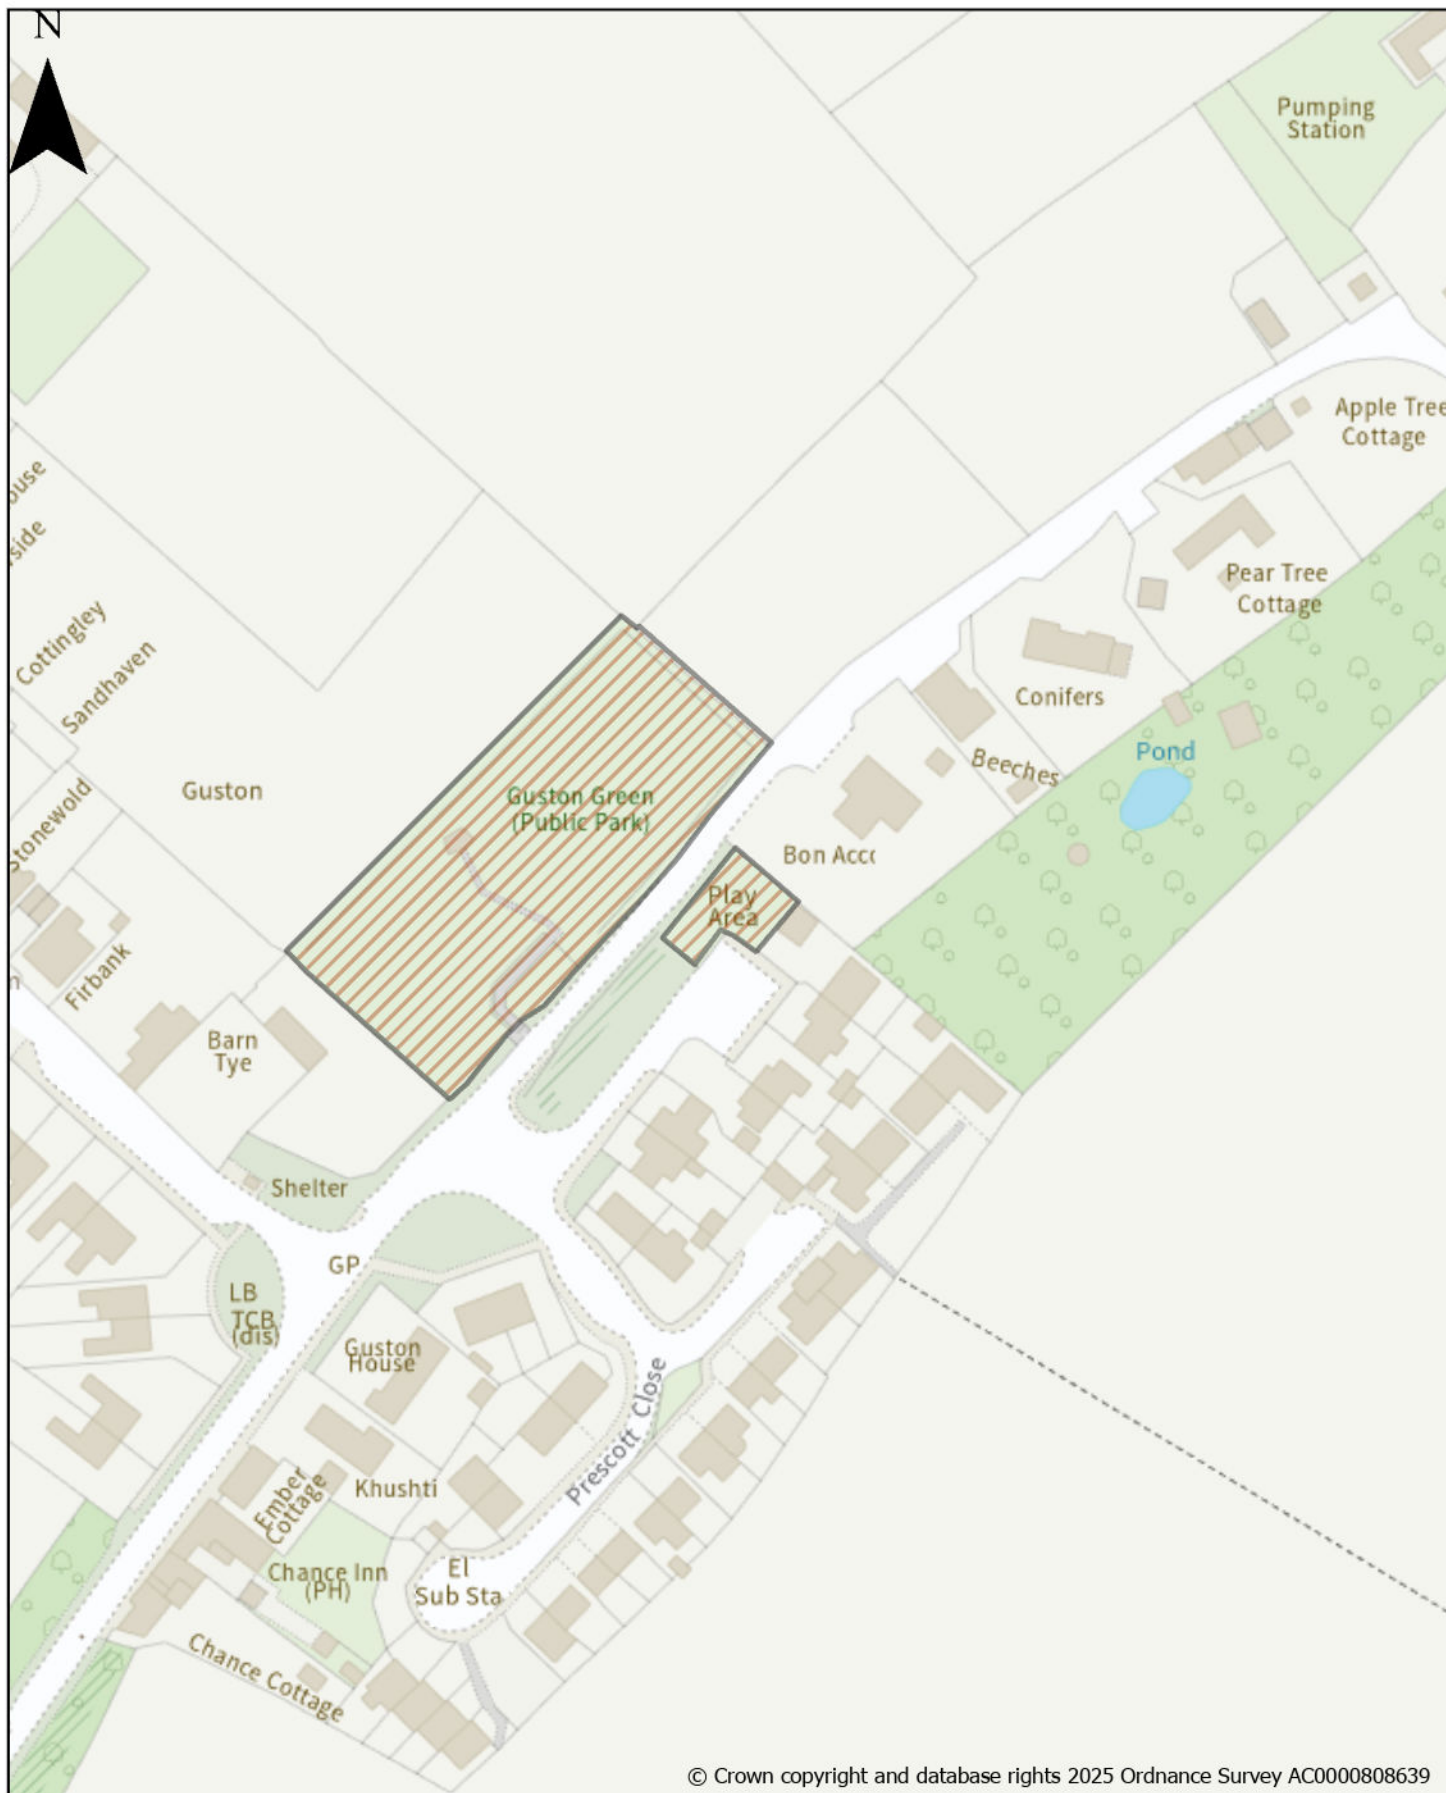 N
Pumping
Station
Apple Tree
Cottage
Pear Tree
Cottage
Cottingley
Sandhaven
Conifers
Pond
Beeches
Guston
Guston Green
(Public Park)
Stonewold
Bon Acc
Play
Area
Firbank
Barn
Tye
Shelter
GP
LB
TCB
(dis)
Guston
House
Prescott Close
Khushti
Ember
Cottage
Chance Inn
(PH)
El
Sub Sta
Chance Cottage
© Crown copyright and database rights 2025 Ordnance Survey AC0000808639